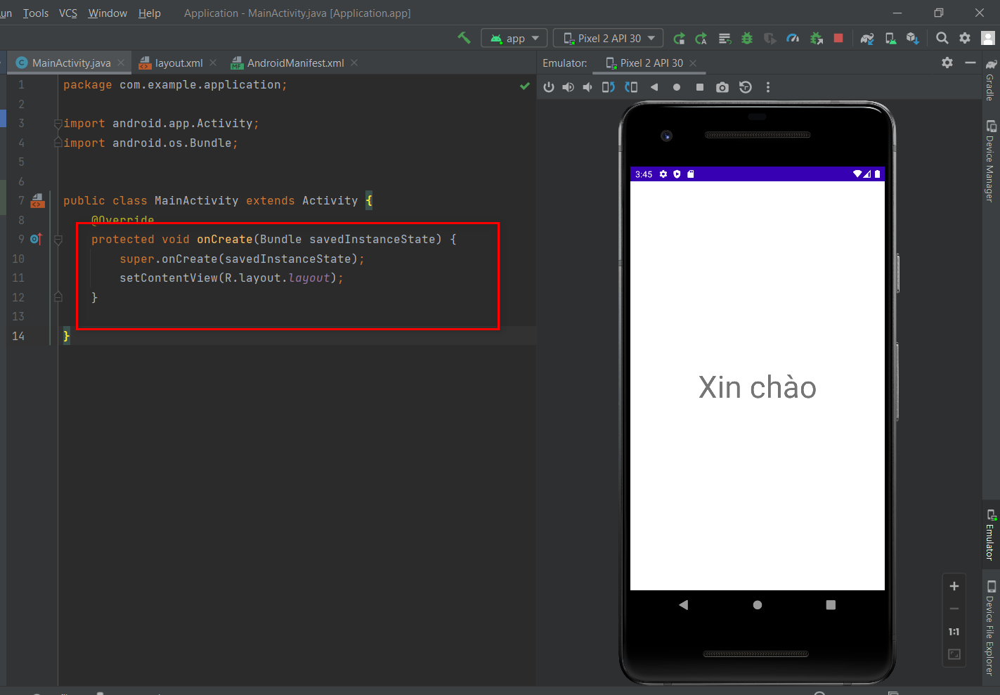 un Tools VCS Window Help Application - MainActivity.java [Application.app]
app Pixel 2 API 30
MainActivity.java layout.xml AndroidManifest.xml
Emulator: Pixel 2 API 30
1 package com.example.application;
2
3 import android.app.Activity;
4 import android.os.Bundle;
5
6
7 public class MainActivity extends Activity {
8 @Override
9 protected void onCreate(Bundle savedInstanceState) {
10 super.onCreate(savedInstanceState);
11 setContentView(R.layout.layout);
12 }
13
14 }
3:45
Xin chào
1:1
Gradle
Device Manager
Emulator
Device File Explorer